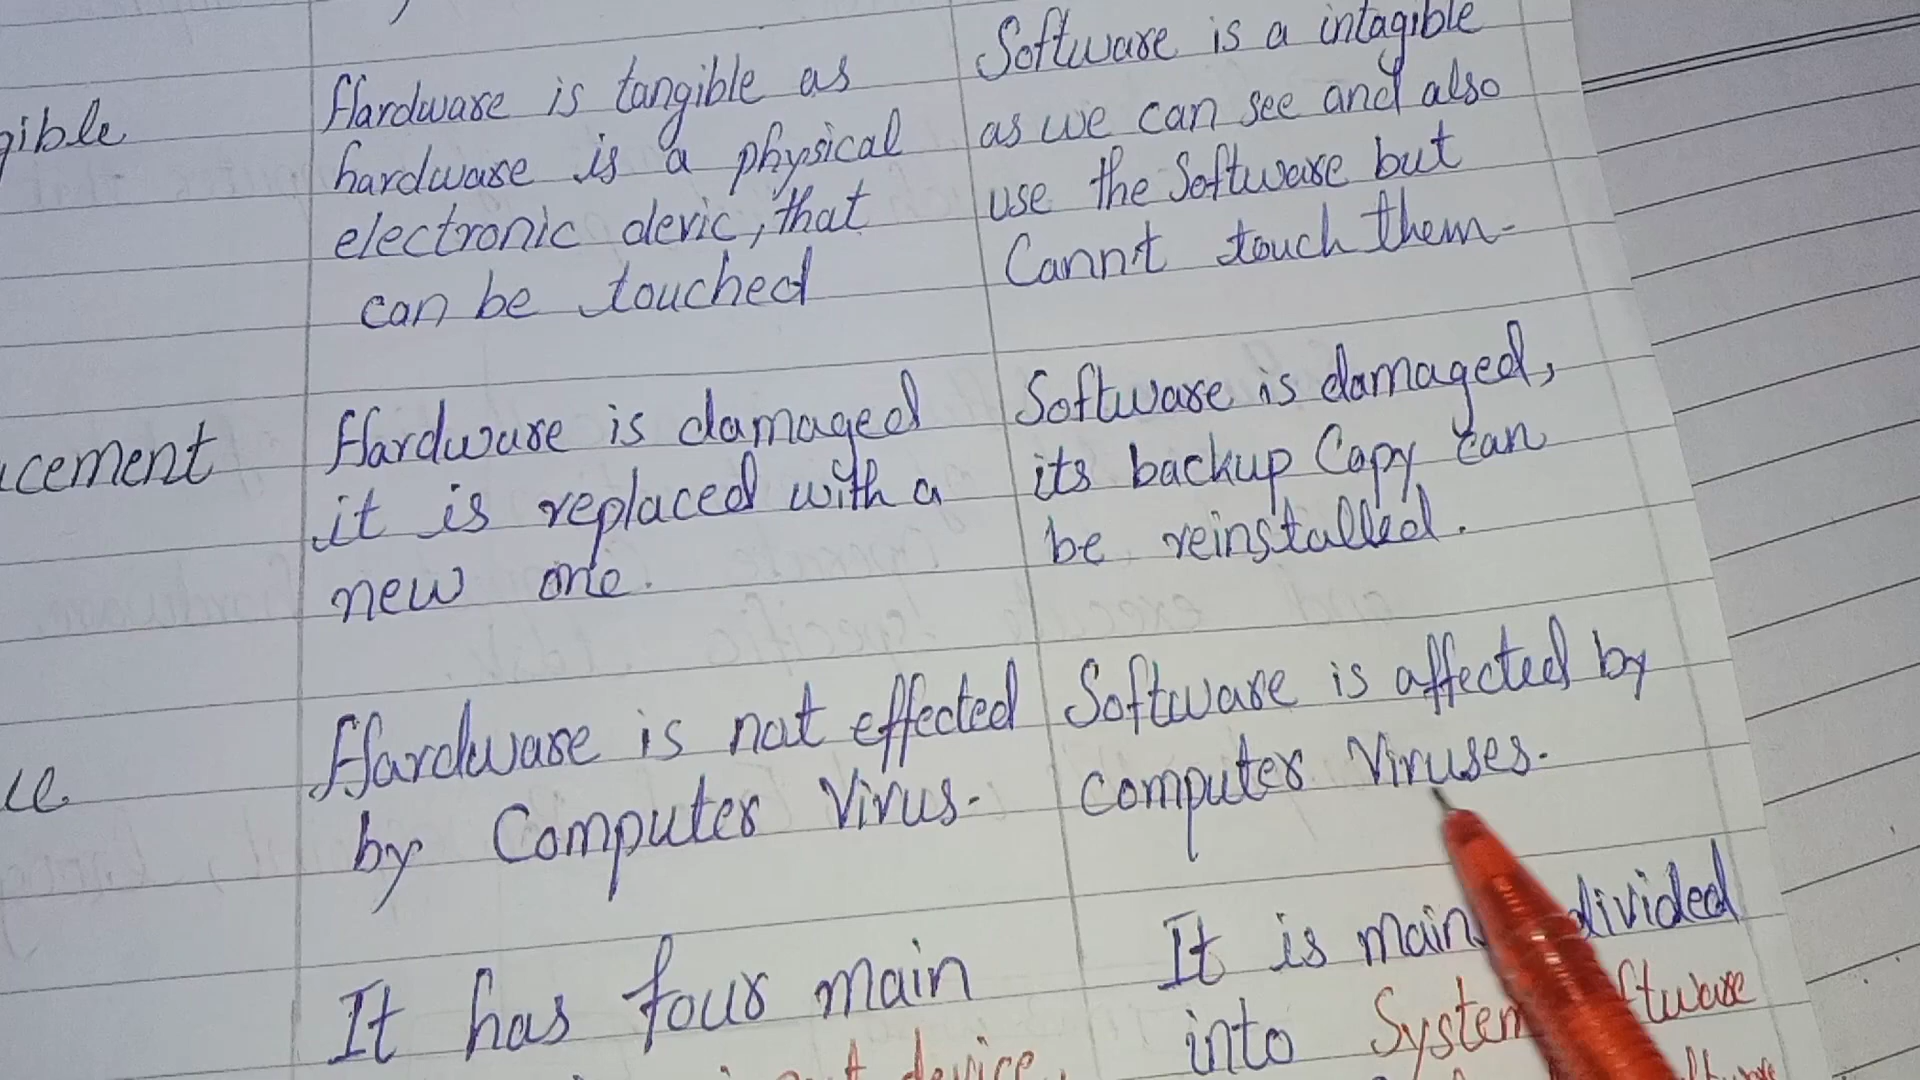 gible
Hardware is tangible as
hardware is a physical
electronic devic, that
can be touched
Software is a intagible
as we can see and also
use the Software but
Cannt touch them-
cement
Hardware is damaged
it is replaced with a
new one.
Software is damaged,
its backup Copy Can
be reinstalled.
ce
Hardware is not effected
by Computer Virus-
Software is affected by
Computer Viruses.
It has four main
device,
It is main divided
into System ftware